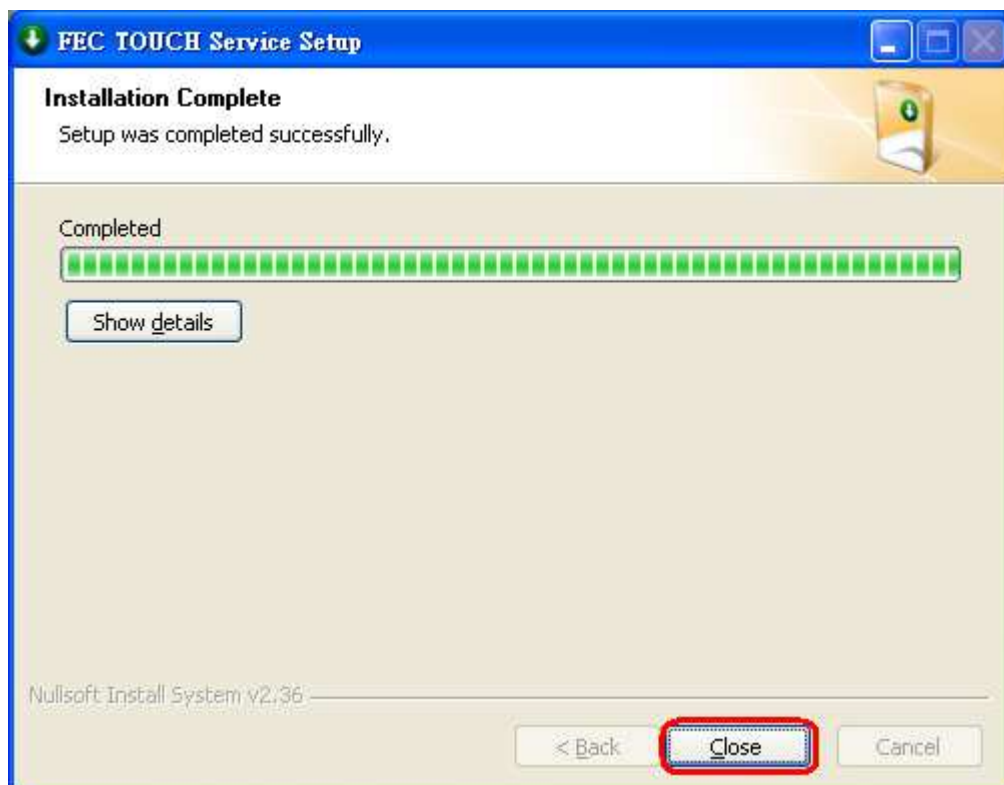 FEC TOUCH Service Setup
Installation Complete
Setup was completed successfully.
Completed
Show details
Nullsoft Install System v2.36
< Back
Close
Cancel